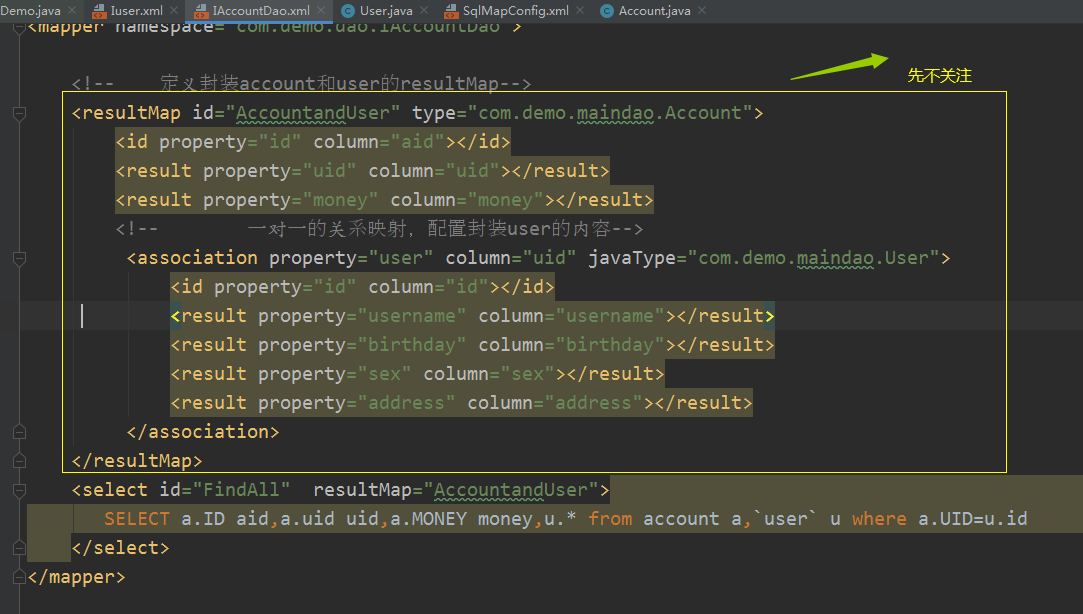 Demo.java × Iuser.xml × IAccountDao.xml × User.java × SqlMapConfig.xml × Account.java ×
<mapper namespace="com.demo.dao.IAccountDao">
先不关注
<!-- 定义封装account和user的resultMap-->
<resultMap id="AccountandUser" type="com.demo.maindao.Account">
<id property="id" column="aid"></id>
<result property="uid" column="uid"></result>
<result property="money" column="money"></result>
<!-- 一对一的关系映射，配置封装user的内容-->
<association property="user" column="uid" javaType="com.demo.maindao.User">
<id property="id" column="id"></id>
<result property="username" column="username"></result>
<result property="birthday" column="birthday"></result>
<result property="sex" column="sex"></result>
<result property="address" column="address"></result>
</association>
</resultMap>
<select id="FindAll" resultMap="AccountandUser">
SELECT a.ID aid,a.uid uid,a.MONEY money,u.* from account a,`user` u where a.UID=u.id
</select>
</mapper>